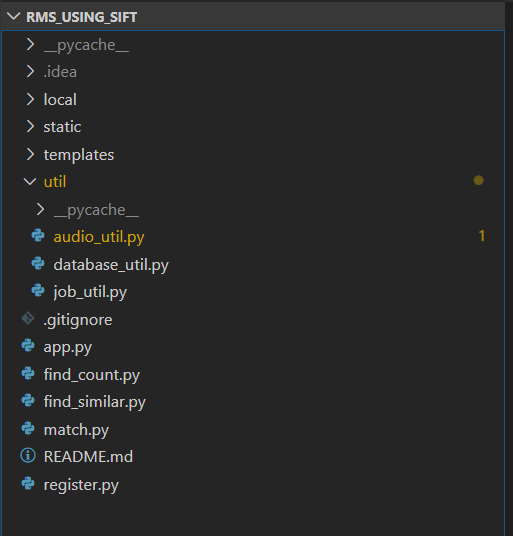 RMS_USING_SIFT
__pycache__
.idea
local
static
templates
util
__pycache__
audio_util.py 1
database_util.py
job_util.py
.gitignore
app.py
find_count.py
find_similar.py
match.py
README.md
register.py